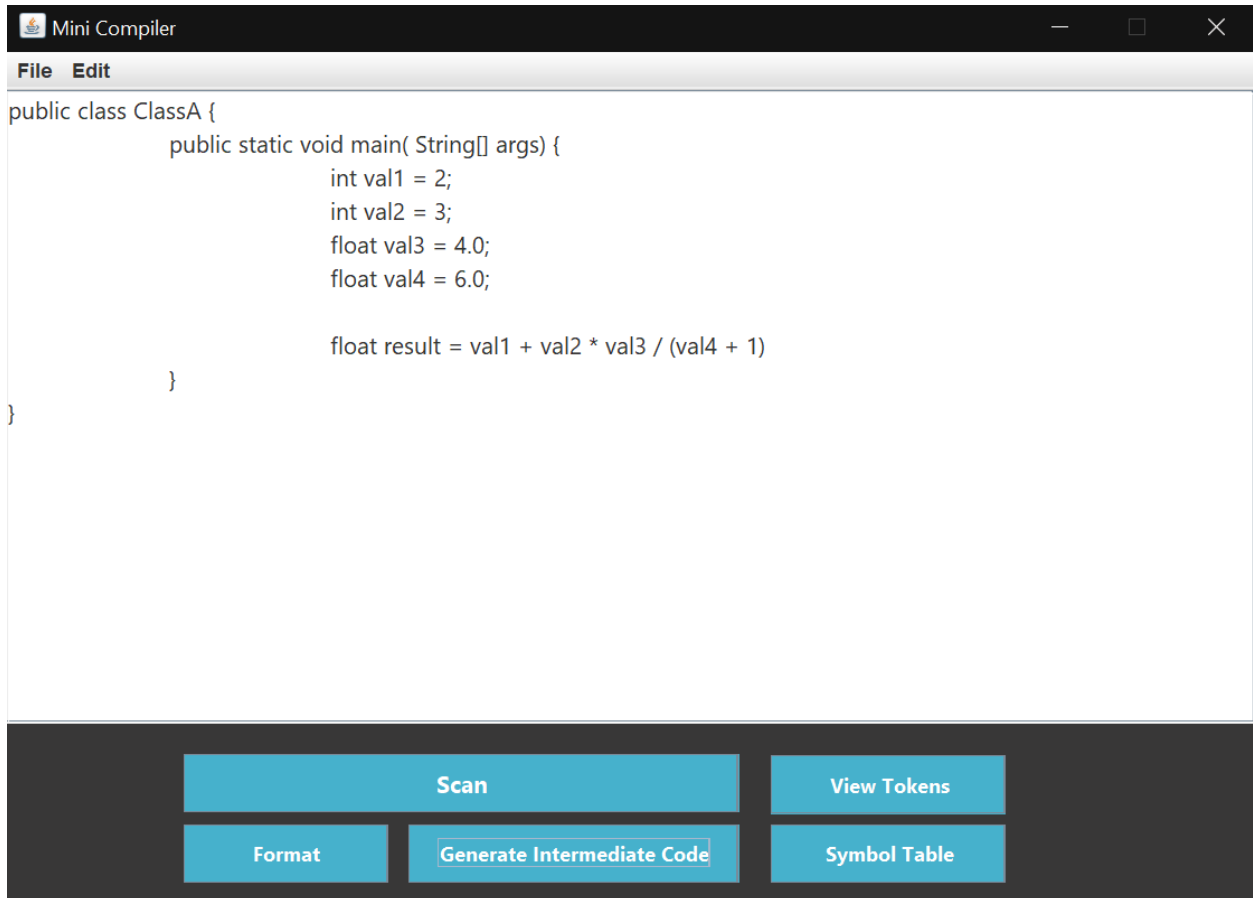 Mini Compiler
File Edit
public class ClassA {
public static void main( String[] args) {
int val1 = 2;
int val2 = 3;
float val3 = 4.0;
float val4 = 6.0;
float result = val1 + val2 * val3 / (val4 + 1)
}
}
Scan
View Tokens
Format
Generate Intermediate Code
Symbol Table